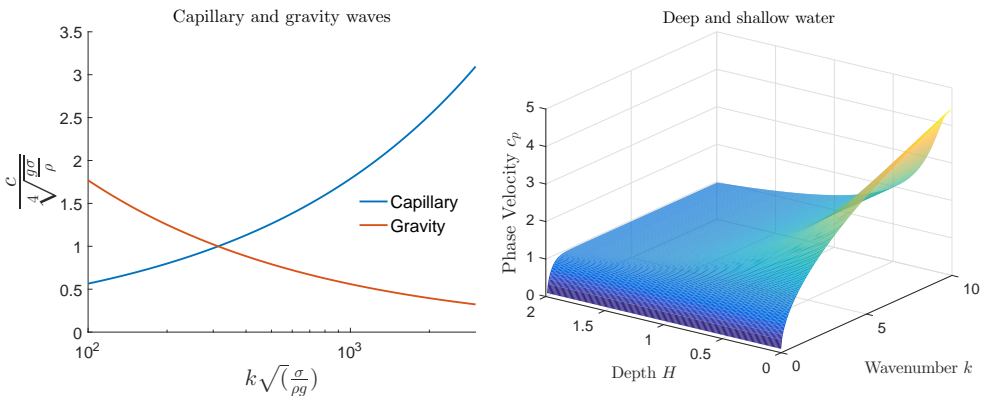 Capillary and gravity waves
3.5
3
2.5
2
1.5
1
0.5
0
10²
10³
c / ∜(gσ/ρ)
k√(σ/ρg)
Capillary
Gravity
Deep and shallow water
Phase Velocity c_p
5
4
3
2
1
0
2
1.5
1
0.5
0
Depth H
0
5
10
Wavenumber k